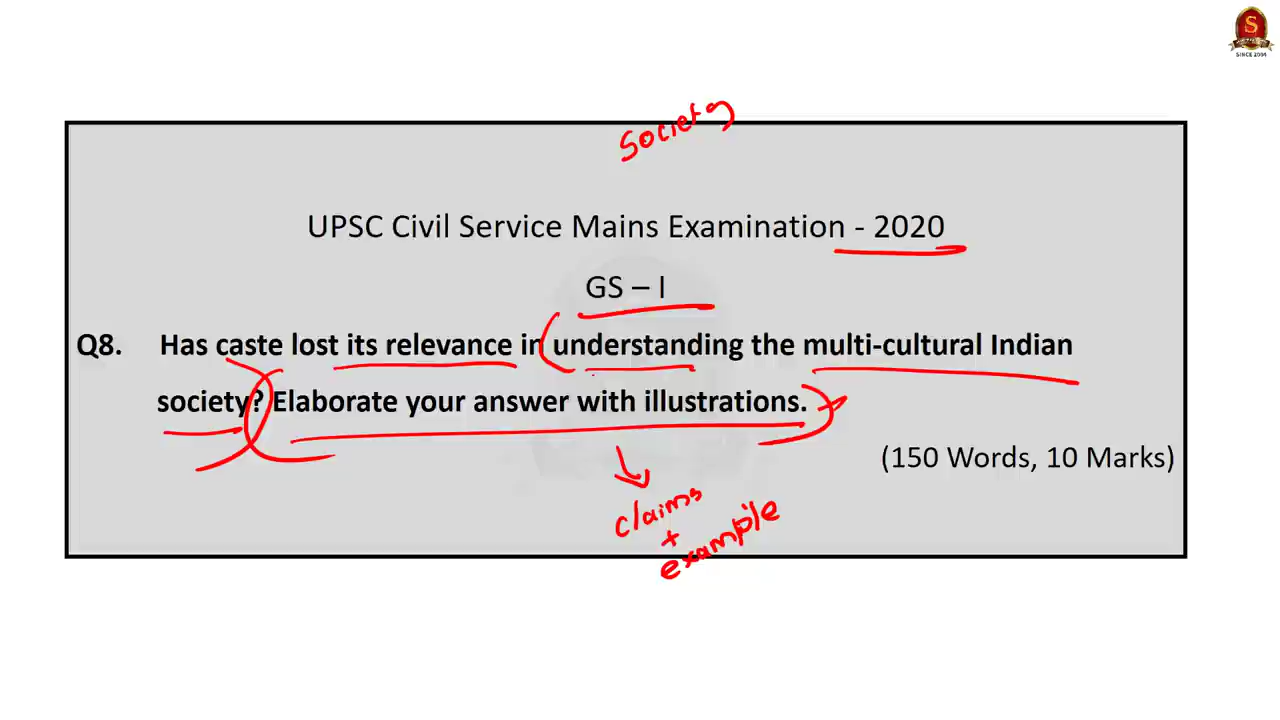 S
SINCE 2004
Society
UPSC Civil Service Mains Examination - 2020
GS – I
Q8. Has caste lost its relevance in understanding the multi-cultural Indian
society? Elaborate your answer with illustrations.
(150 Words, 10 Marks)
claims
+
example